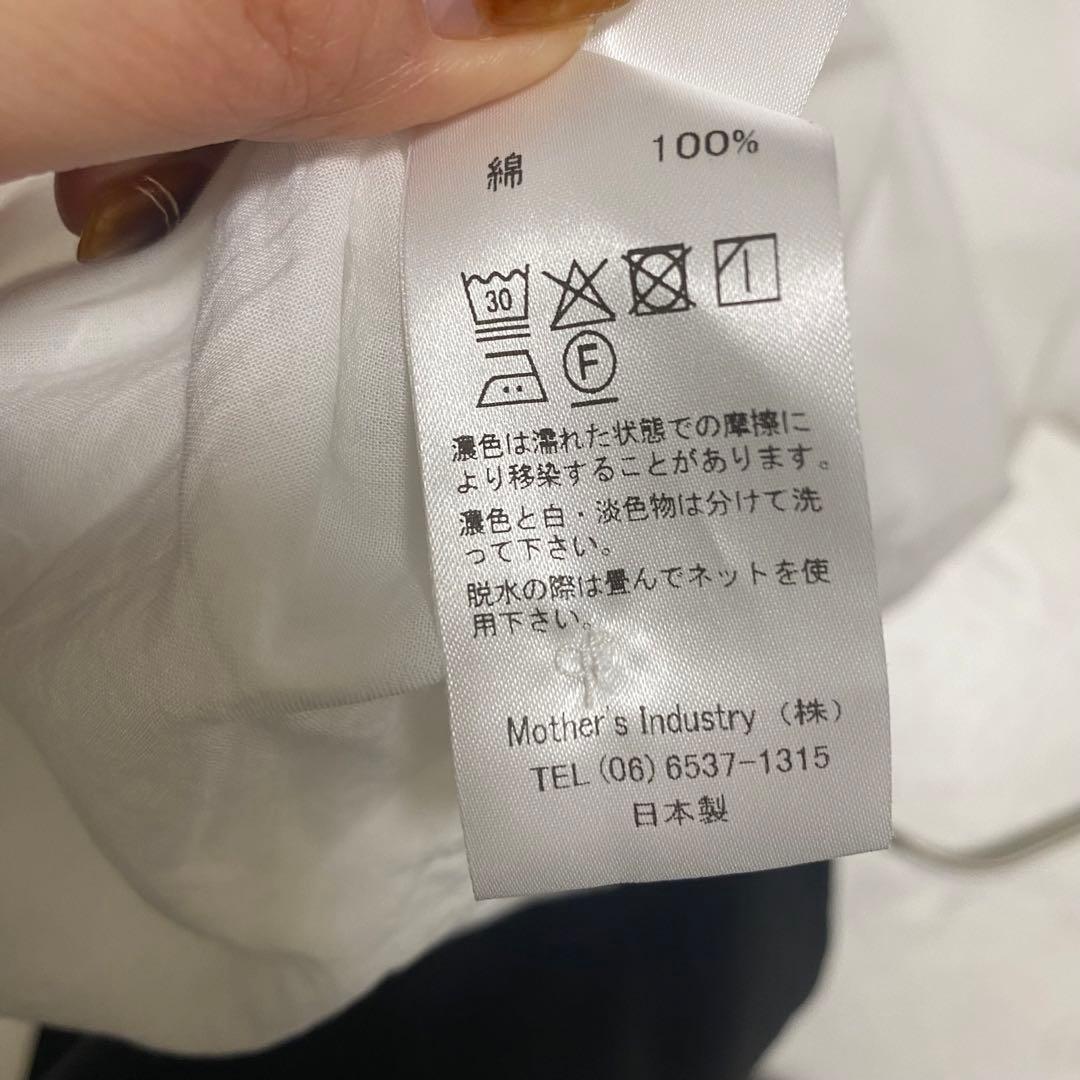 綿 100%
30
F
濃色は濡れた状態での摩擦に
より移染することがあります。
濃色と白・淡色物は分けて洗
って下さい。
脱水の際は畳んでネットを使
用下さい。
Mother's Industry （株）
TEL (06) 6537-1315
日本製